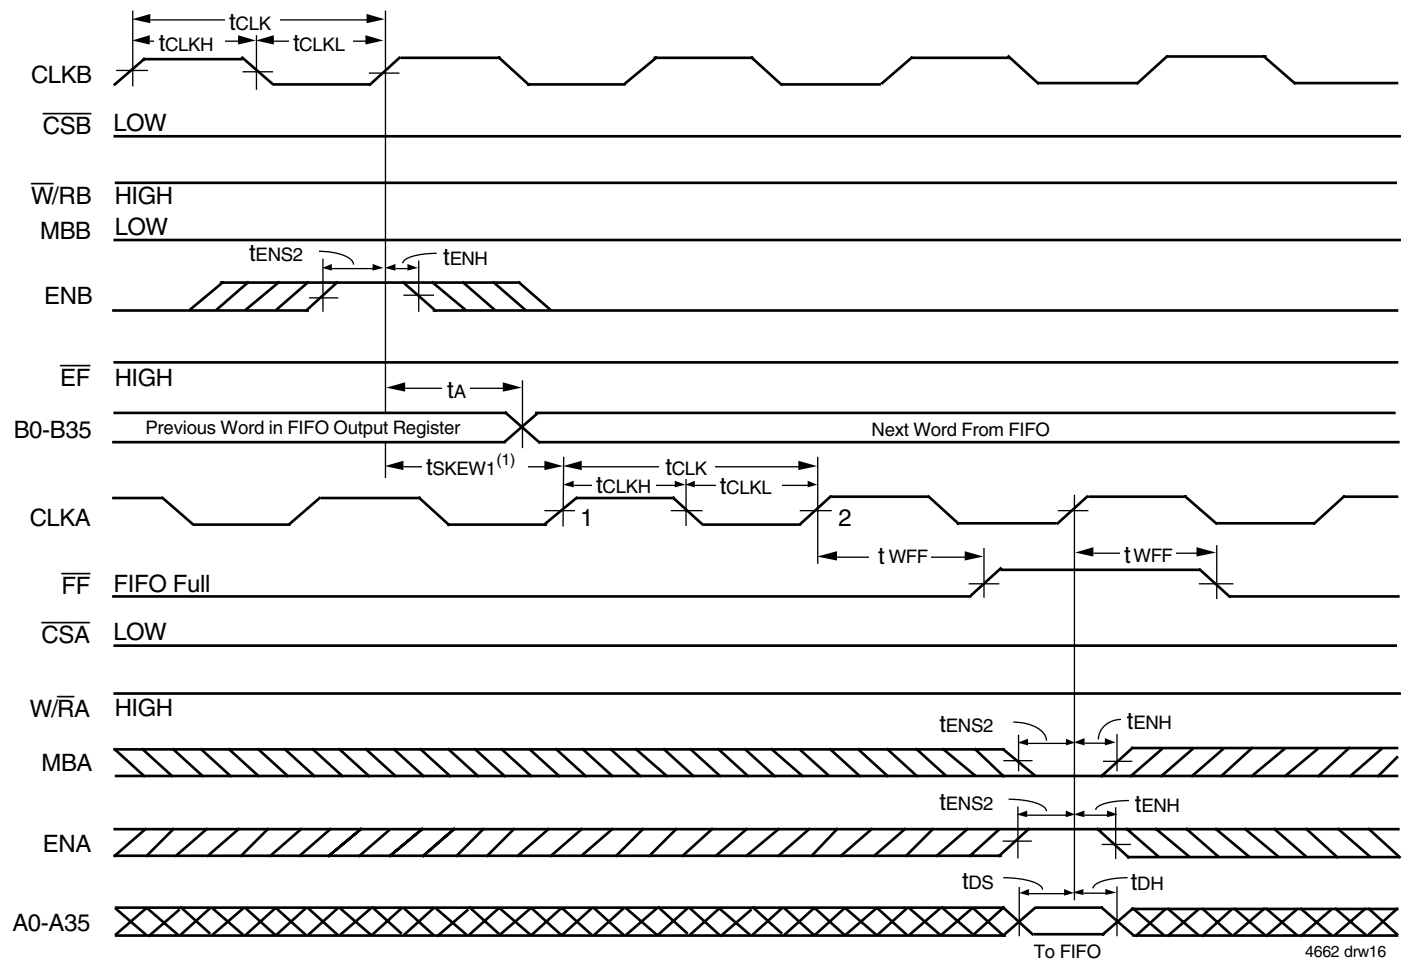 tCLK
tCLKH
tCLKL
CLKB
CSB LOW
W/RB HIGH
MBB LOW
tENS2
tENH
ENB
EF HIGH
tA
B0-B35 Previous Word in FIFO Output Register Next Word From FIFO
tSKEW1(1)
tCLK
tCLKH
tCLKL
CLKA 1 2
tWFF
tWFF
FF FIFO Full
CSA LOW
W/RA HIGH
tENS2
tENH
MBA
tENS2
tENH
ENA
tDS
tDH
A0-A35
To FIFO
4662 drw16